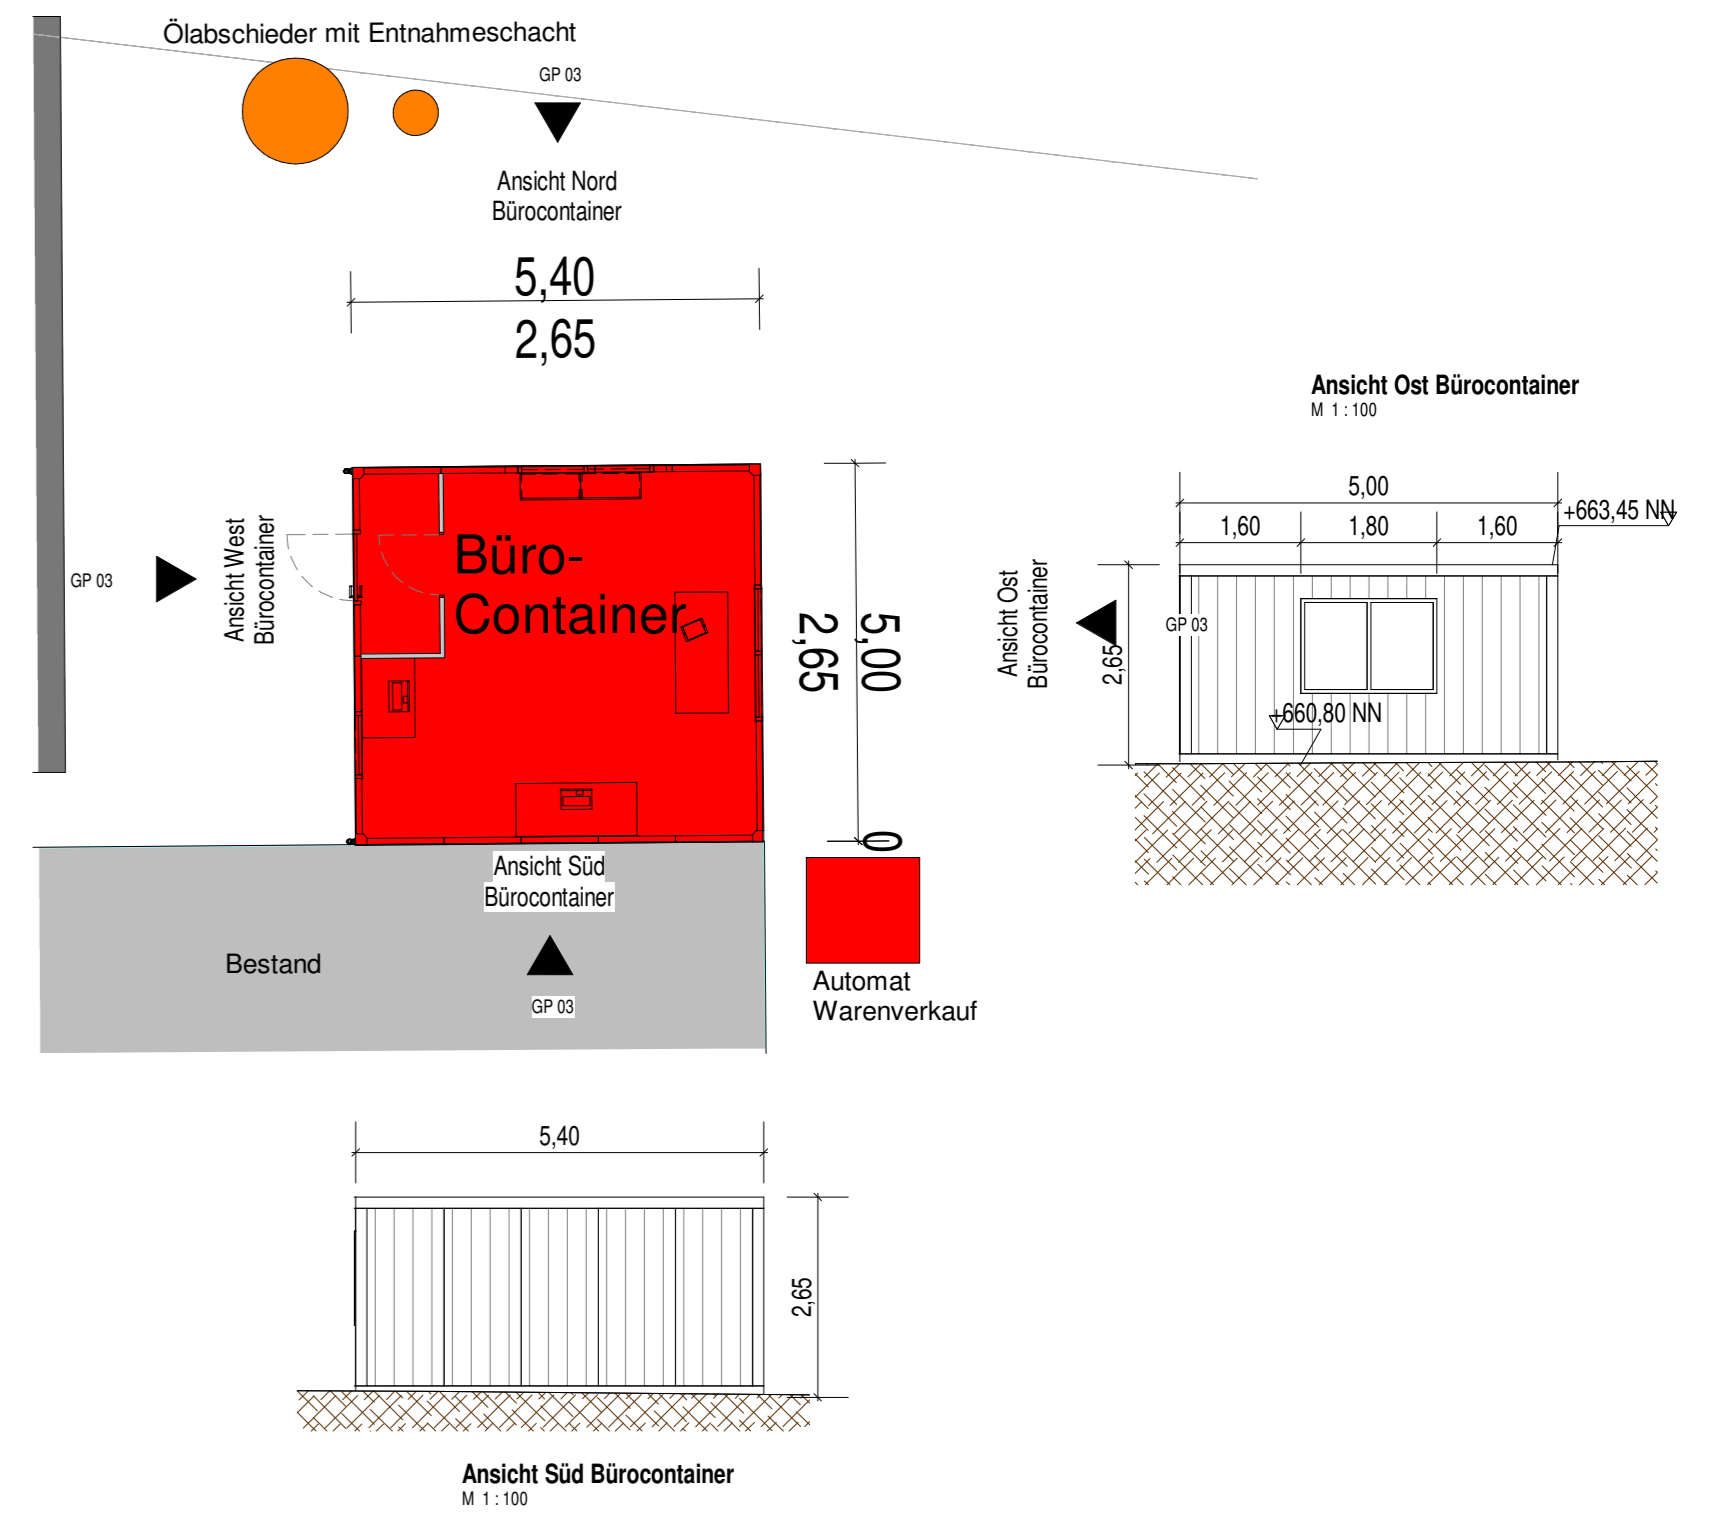 Ölabschieder mit Entnahmeschacht
GP 03
Ansicht Nord
Bürocontainer
5,40
2,65
GP 03
Ansicht West
Bürocontainer
Büro-
Container
5,00
2,65
0
Ansicht Süd
Bürocontainer
GP 03
Bestand
Automat
Warenverkauf
Ansicht Ost Bürocontainer
M 1 : 100
5,00
+663,45 NN
1,60
1,80
1,60
Ansicht Ost
Bürocontainer
GP 03
2,65
+660,80 NN
5,40
2,65
Ansicht Süd Bürocontainer
M 1 : 100